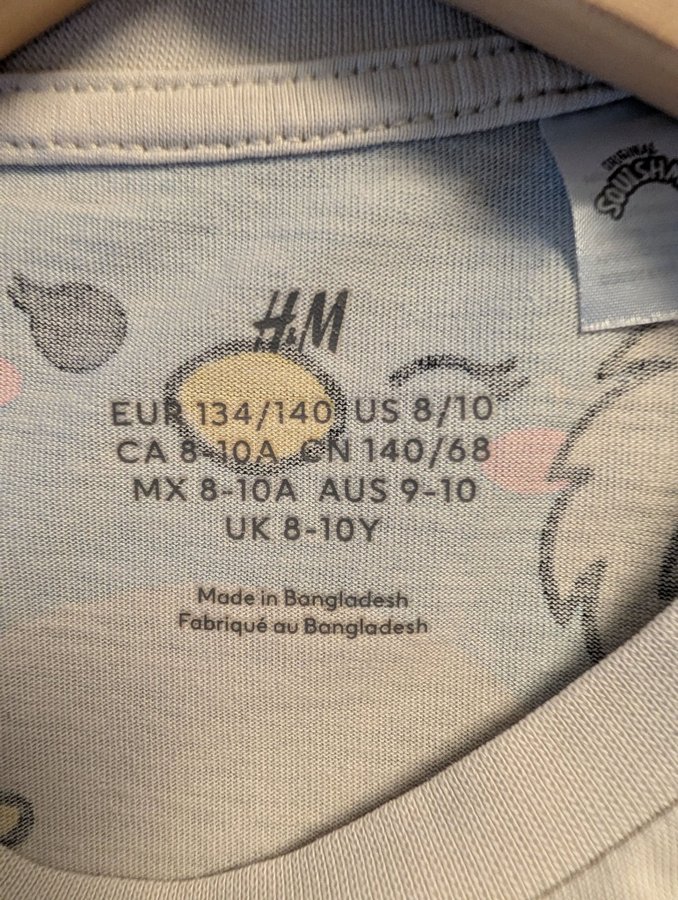 ORIGINAL
H&M
EUR 134/140 US 8/10
CA 8-10A CN 140/68
MX 8-10A AUS 9-10
UK 8-10Y
Made in Bangladesh
Fabriqué au Bangladesh